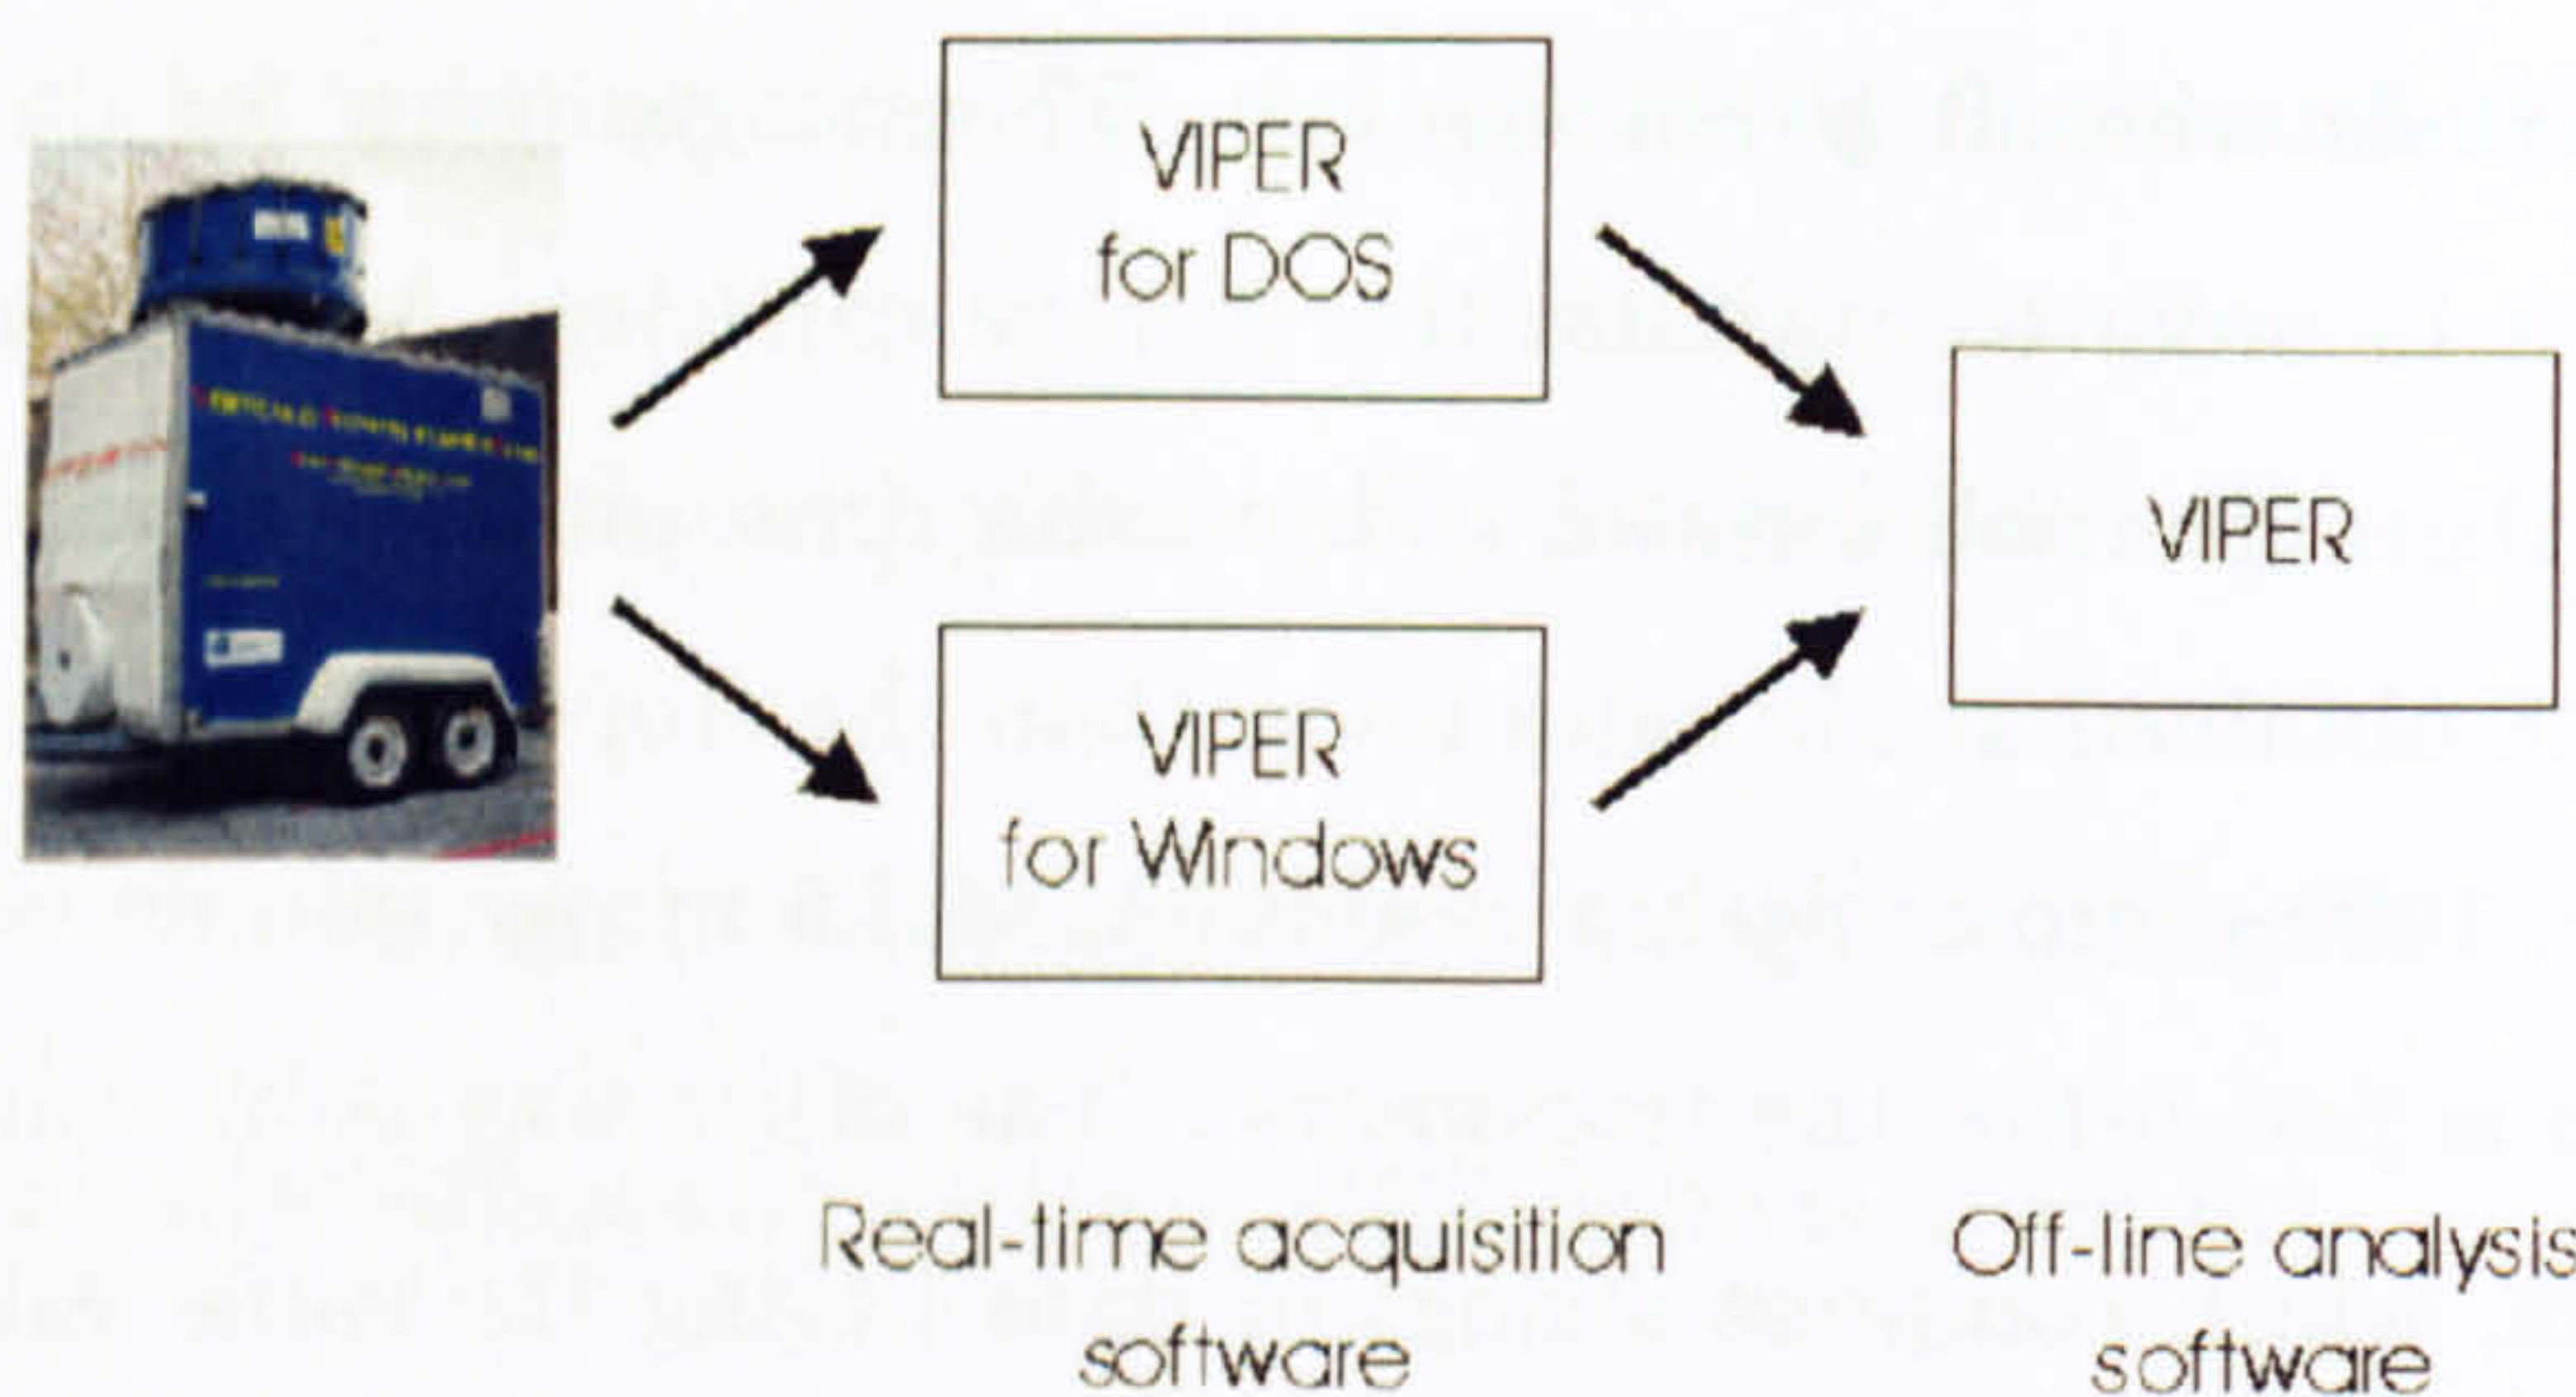 VIPER
for DOS
VIPER
for Windows
VIPER
Real-time acquisition
software
Off-line analysis
software